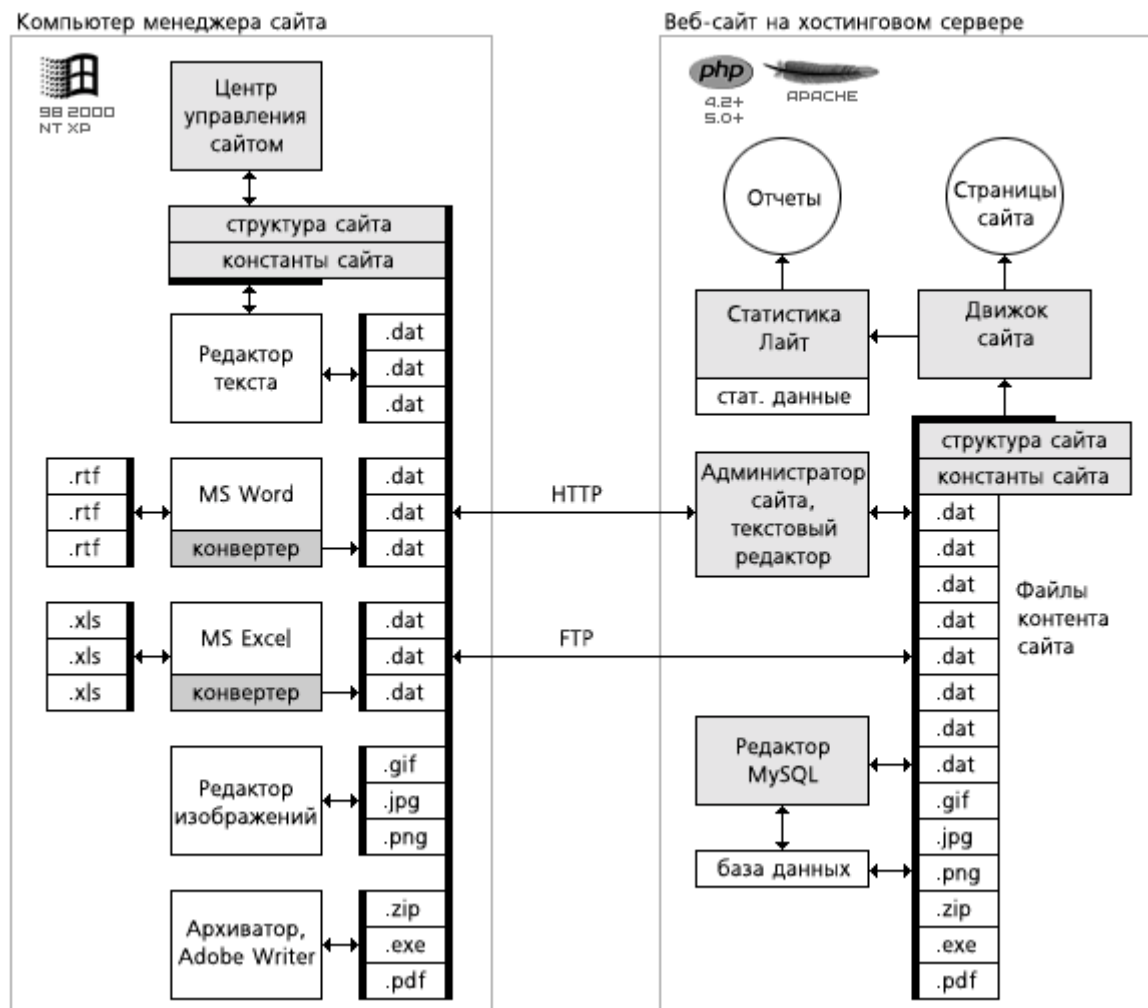 Компьютер менеджера сайта
98 2000
NT XP
Центр
управления
сайтом
структура сайта
константы сайта
Редактор
текста
.dat
.dat
.dat
.rtf
.rtf
.rtf
MS Word
конвертер
.dat
.dat
.dat
.xls
.xls
.xls
MS Excel
конвертер
.dat
.dat
.dat
Редактор
изображений
.gif
.jpg
.png
Архиватор,
Adobe Writer
.zip
.exe
.pdf
HTTP
FTP
Веб-сайт на хостинговом сервере
php
4.2+
5.0+
APACHE
Отчеты
Страницы
сайта
Статистика
Лайт
стат. данные
Движок
сайта
структура сайта
константы сайта
Администратор
сайта,
текстовый
редактор
.dat
.dat
.dat
.dat
.dat
.dat
.dat
.dat
.gif
.jpg
.png
.zip
.exe
.pdf
Файлы
контента
сайта
Редактор
MySQL
база данных